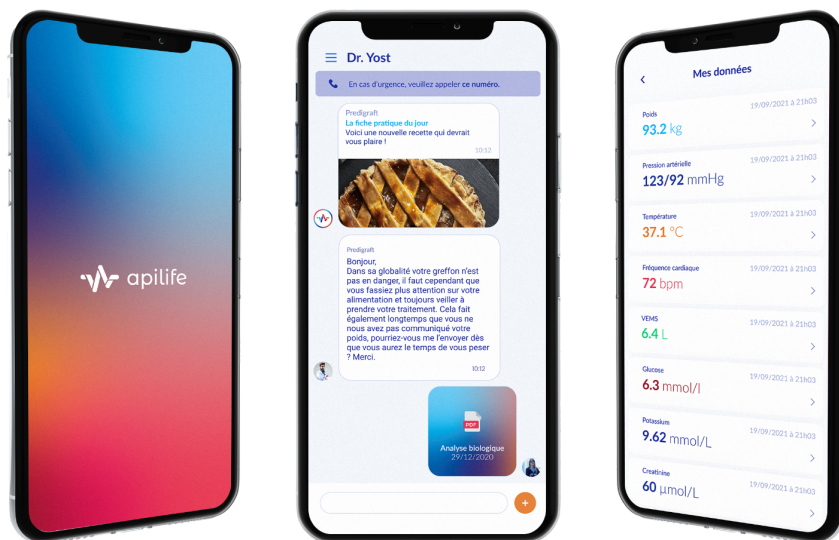 apilife
Dr. Yost
En cas d'urgence, veuillez appeler ce numéro.
Predigraft
La fiche pratique du jour
Voici une nouvelle recette qui devrait
vous plaire !
10:12
Predigraft
Bonjour,
Dans sa globalité votre greffon n'est
pas en danger, il faut cependant que
vous fassiez plus attention sur votre
alimentation et toujours veiller à
prendre votre traitement. Cela fait
également longtemps que vous ne
nous avez pas communiqué votre
poids, pourriez-vous me l'envoyer dès
que vous aurez le temps de vous peser
? Merci.
10:12
PDF
Analyse biologique
29/12/2020
+
Mes données
Poids
19/09/2021 à 21h03
93.2 kg
Pression artérielle
19/09/2021 à 21h03
123/92 mmHg
Température
19/09/2021 à 21h03
37.1 °C
Fréquence cardiaque
19/09/2021 à 21h03
72 bpm
VEMS
19/09/2021 à 21h03
6.4 L
Glucose
19/09/2021 à 21h03
6.3 mmol/l
Potassium
19/09/2021 à 21h03
9.62 mmol/L
Creatinine
19/09/2021 à 21h03
60 µmol/L